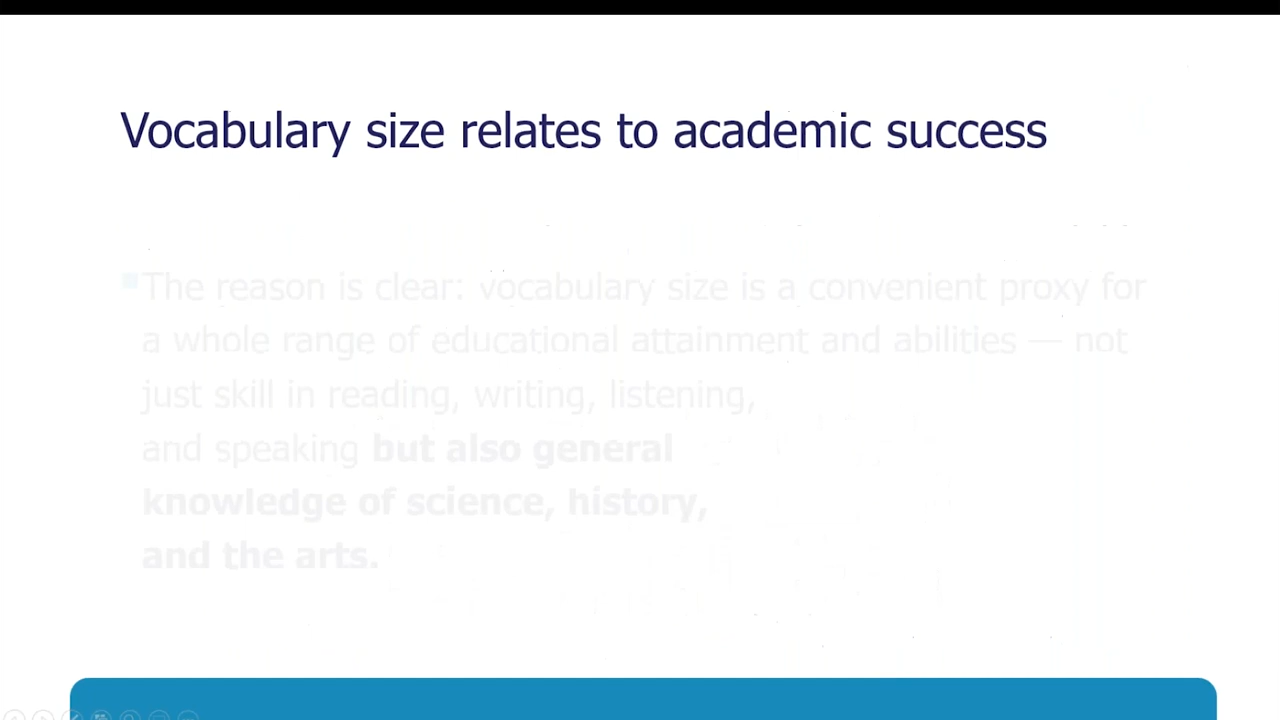 Vocabulary size relates to academic success
The reason is clear: vocabulary size is a convenient proxy for
a whole range of educational attainment and abilities — not
just skill in reading, writing, listening,
and speaking but also general
knowledge of science, history,
and the arts.